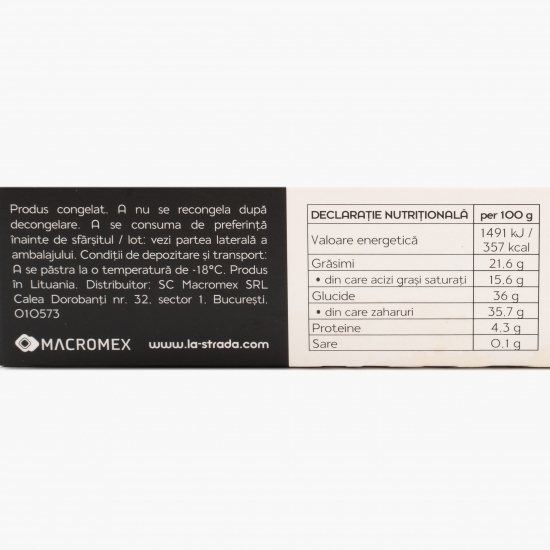 Produs congelat. A nu se recongela după
decongelare. A se consuma de preferință
înainte de sfârșitul / lot: vezi partea laterală a
ambalajului. Condiții de depozitare și transport:
A se păstra la o temperatură de -18°C. Produs
în Lituania. Distribuitor: SC Macromex SRL
Calea Dorobanți nr. 32, sector 1, București,
010573
MACROMEX www.la-strada.com
DECLARAȚIE NUTRIȚIONALĂ per 100 g
Valoare energetică 1491 kJ /
357 kcal
Grăsimi 21.6 g
• din care acizi grași saturați 15.6 g
Glucide 36 g
• din care zaharuri 35.7 g
Proteine 4.3 g
Sare 0.1 g